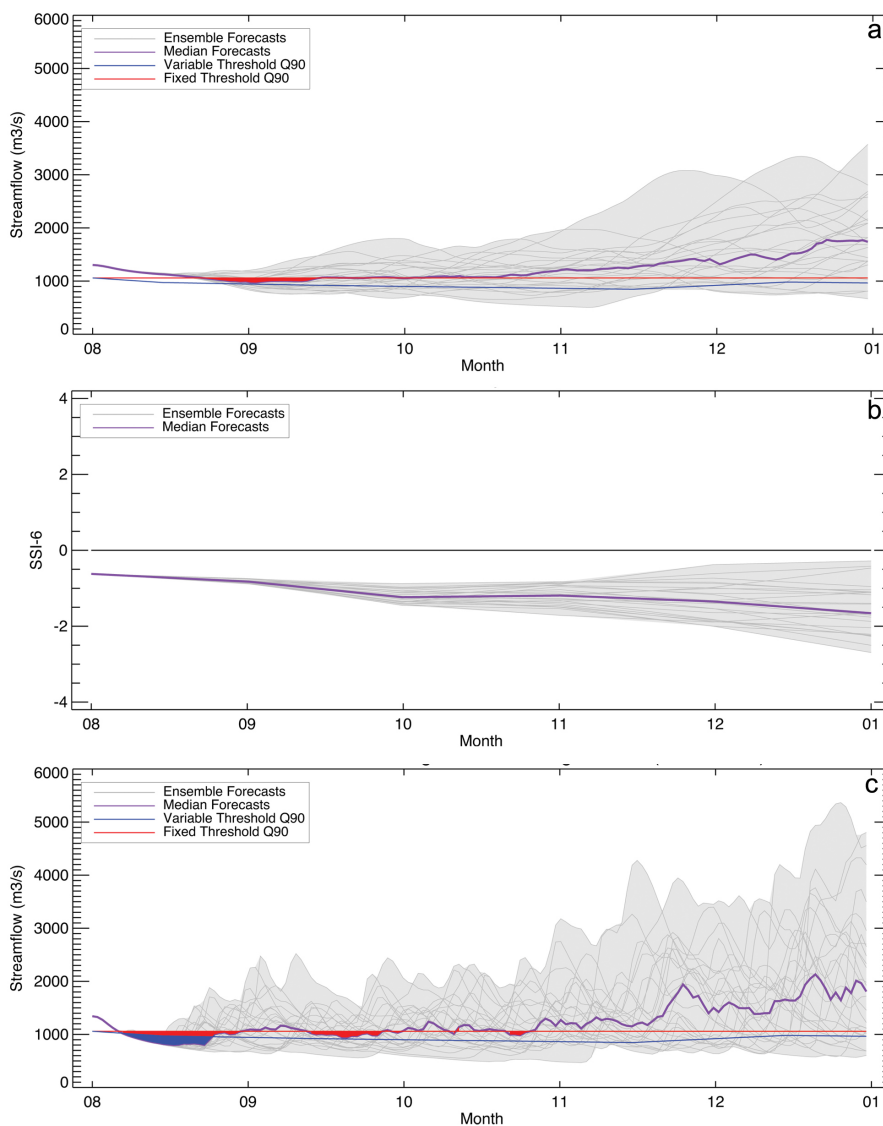 a
6000
Ensemble Forecasts
Median Forecasts
Variable Threshold Q90
Fixed Threshold Q90
5000
4000
3000
2000
1000
0
Streamflow (m3/s)
08 09 10 11 12 01
Month
b
4
Ensemble Forecasts
Median Forecasts
2
0
-2
-4
SSI-6
08 09 10 11 12 01
Month
c
6000
Ensemble Forecasts
Median Forecasts
Variable Threshold Q90
Fixed Threshold Q90
5000
4000
3000
2000
1000
0
Streamflow (m3/s)
08 09 10 11 12 01
Month